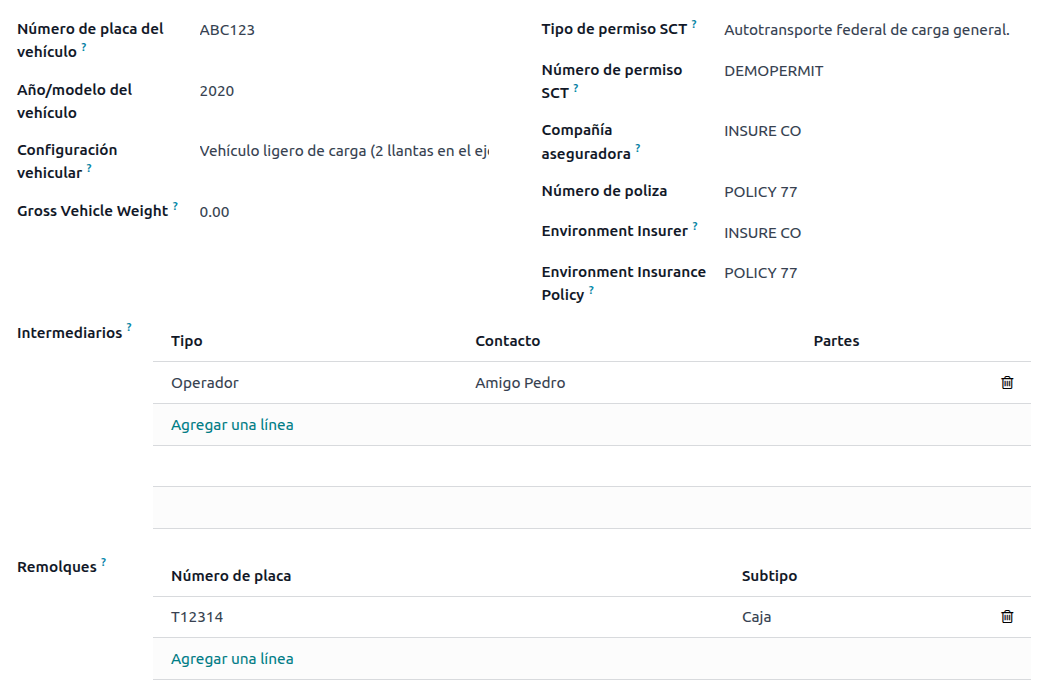 Número de placa del
vehículo ? ABC123
Año/modelo del
vehículo 2020
Configuración
vehicular ? Vehículo ligero de carga (2 llantas en el eje
Gross Vehicle Weight ? 0.00
Tipo de permiso SCT ? Autotransporte federal de carga general.
Número de permiso
SCT ? DEMOPERMIT
Compañía
aseguradora ? INSURE CO
Número de poliza POLICY 77
Environment Insurer ? INSURE CO
Environment Insurance
Policy ? POLICY 77
Intermediarios ?
Tipo Contacto Partes
Operador Amigo Pedro
Agregar una línea
Remolques ?
Número de placa Subtipo
T12314 Caja
Agregar una línea